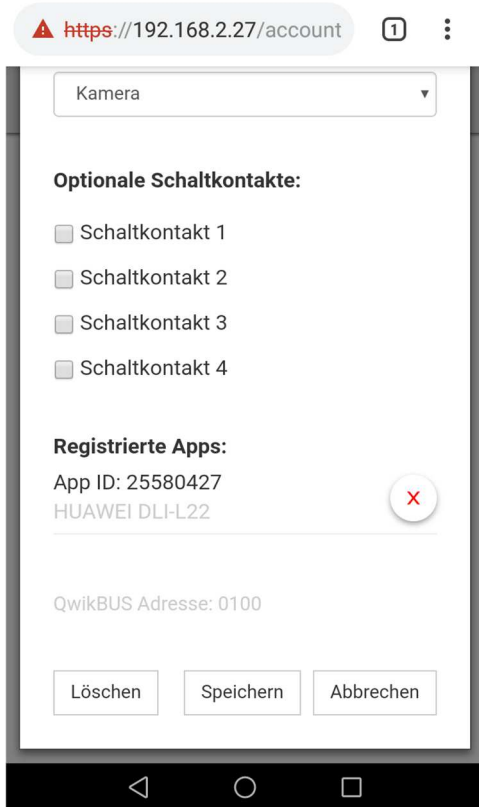 https://192.168.2.27/account
1
Kamera
Optionale Schaltkontakte:
Schaltkontakt 1
Schaltkontakt 2
Schaltkontakt 3
Schaltkontakt 4
Registrierte Apps:
App ID: 25580427
HUAWEI DLI-L22
X
QwikBUS Adresse: 0100
Löschen
Speichern
Abbrechen